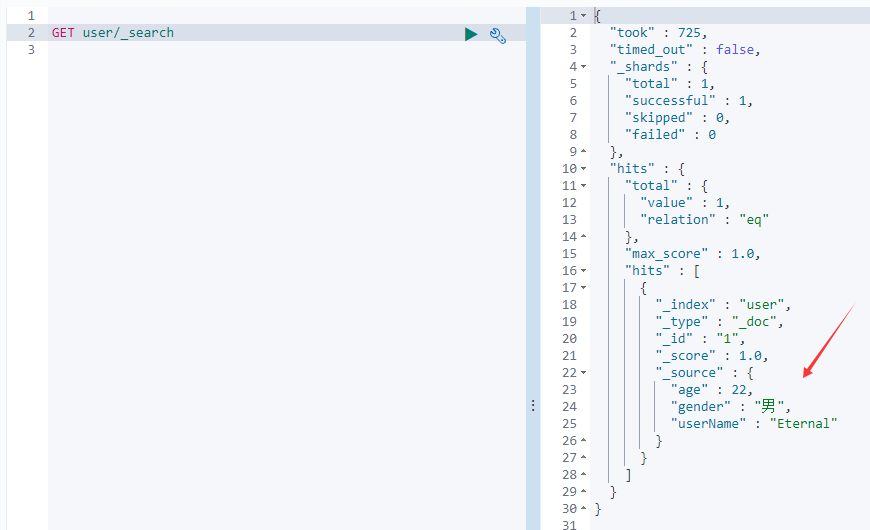 1
2 GET user/_search
3
1 {
2 "took" : 725,
3 "timed_out" : false,
4 "_shards" : {
5 "total" : 1,
6 "successful" : 1,
7 "skipped" : 0,
8 "failed" : 0
9 },
10 "hits" : {
11 "total" : {
12 "value" : 1,
13 "relation" : "eq"
14 },
15 "max_score" : 1.0,
16 "hits" : [
17 {
18 "_index" : "user",
19 "_type" : "_doc",
20 "_id" : "1",
21 "_score" : 1.0,
22 "_source" : {
23 "age" : 22,
24 "gender" : "男",
25 "userName" : "Eternal"
26 }
27 }
28 ]
29 }
30 }
31